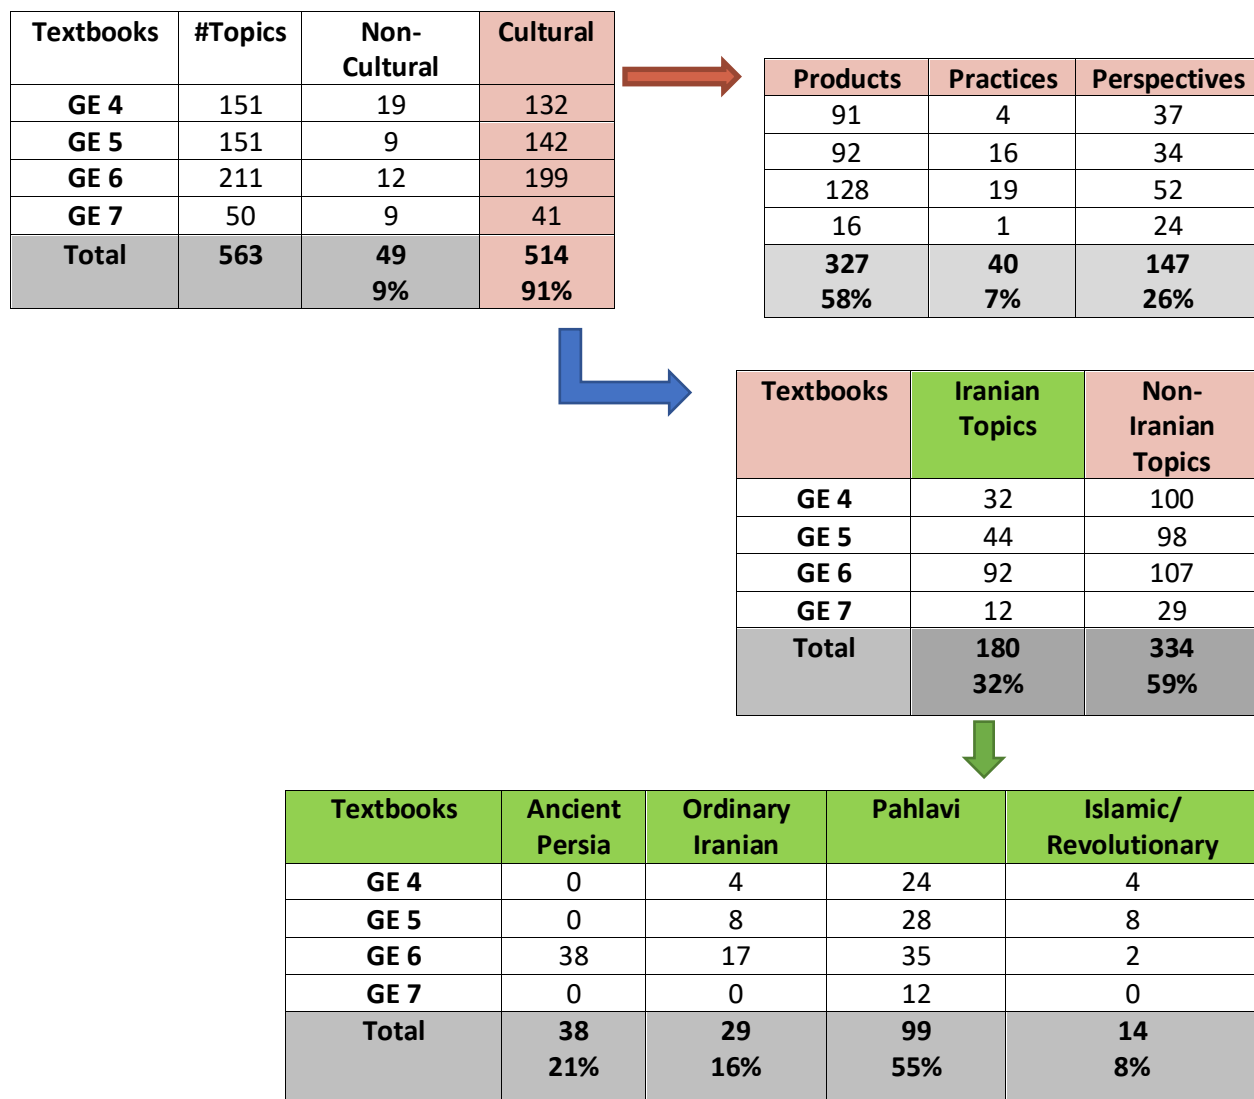 Textbooks #Topics Non- Cultural
Cultural
GE 4 151 19 132
GE 5 151 9 142
GE 6 211 12 199
GE 7 50 9 41
Total 563 49 514
9% 91%
Products Practices Perspectives
91 4 37
92 16 34
128 19 52
16 1 24
327 40 147
58% 7% 26%
Textbooks Iranian Non-
Topics Iranian
Topics
GE 4 32 100
GE 5 44 98
GE 6 92 107
GE 7 12 29
Total 180 334
32% 59%
Textbooks Ancient Ordinary Pahlavi Islamic/
Persia Iranian Revolutionary
GE 4 0 4 24 4
GE 5 0 8 28 8
GE 6 38 17 35 2
GE 7 0 0 12 0
Total 38 29 99 14
21% 16% 55% 8%